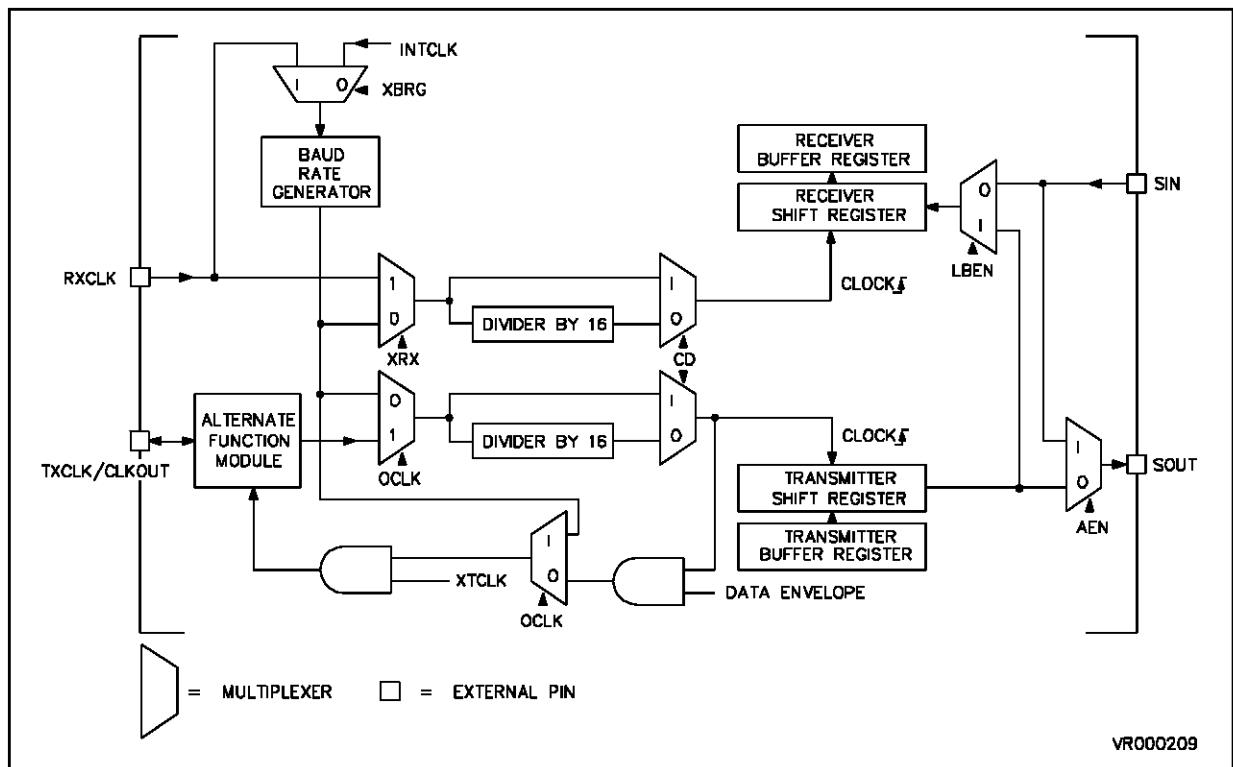 INTCLK
I O
XBRG
BAUD
RATE
GENERATOR
RECEIVER
BUFFER REGISTER
RECEIVER
SHIFT REGISTER
O
I
LBEN
SIN
RXCLK
1
0
XRX
DIVIDER BY 16
I
O
CD
CLOCK
ALTERNATE
FUNCTION
MODULE
TXCLK/CLKOUT
0
1
OCLK
DIVIDER BY 16
I
O
CLOCK
TRANSMITTER
SHIFT REGISTER
TRANSMITTER
BUFFER REGISTER
I
O
AEN
SOUT
XTCLK
I
O
OCLK
DATA ENVELOPE
= MULTIPLEXER
= EXTERNAL PIN
VR000209